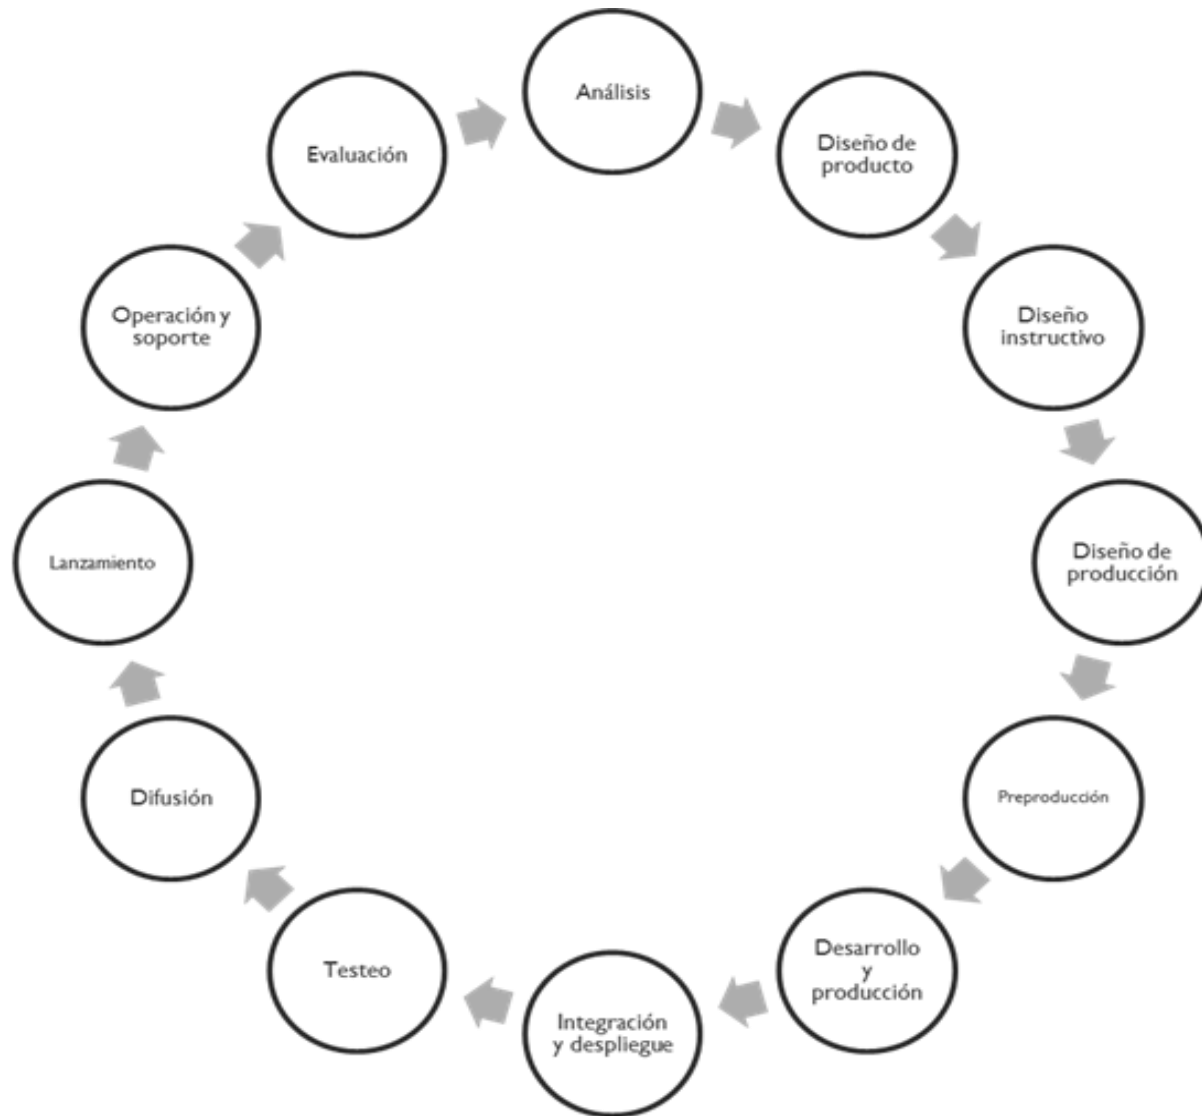 Análisis
Diseño de
producto
Diseño
instructivo
Diseño de
producción
Preproducción
Desarrollo
y
producción
Integración
y despliegue
Testeo
Difusión
Lanzamiento
Operación y
soporte
Evaluación